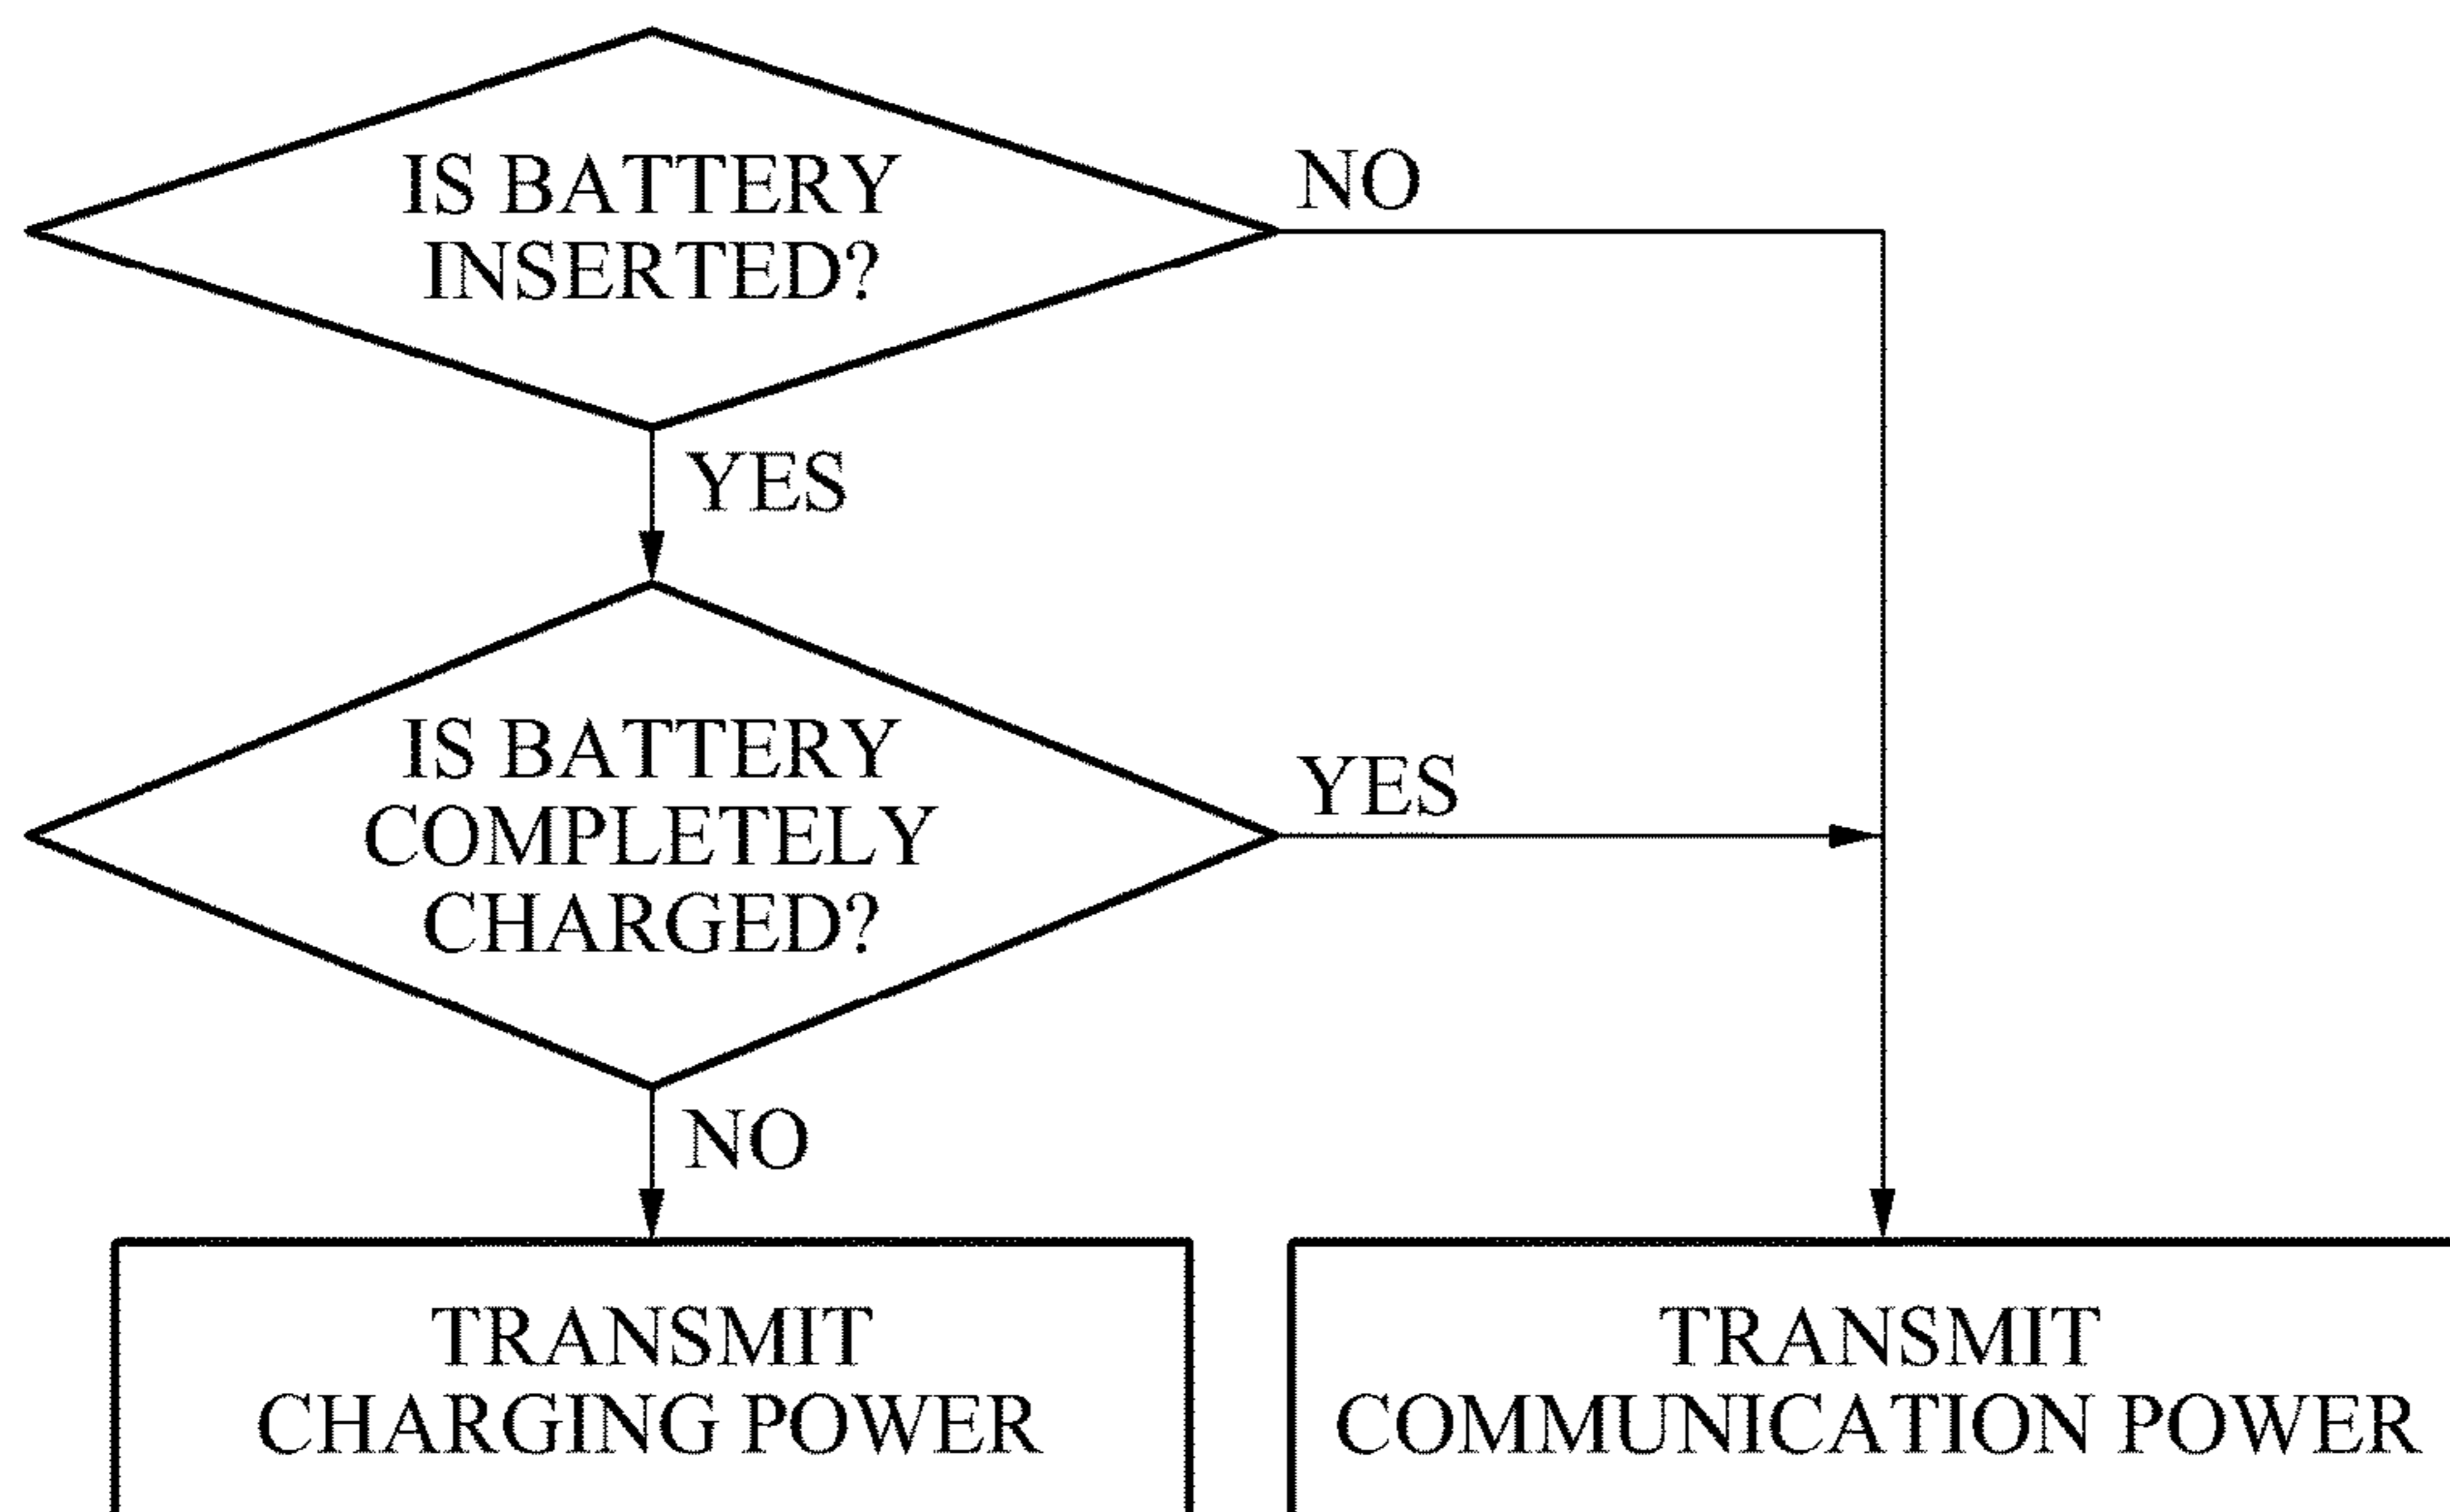 IS BATTERY
INSERTED?
NO
YES
IS BATTERY
COMPLETELY
CHARGED?
YES
NO
TRANSMIT
CHARGING POWER
TRANSMIT
COMMUNICATION POWER